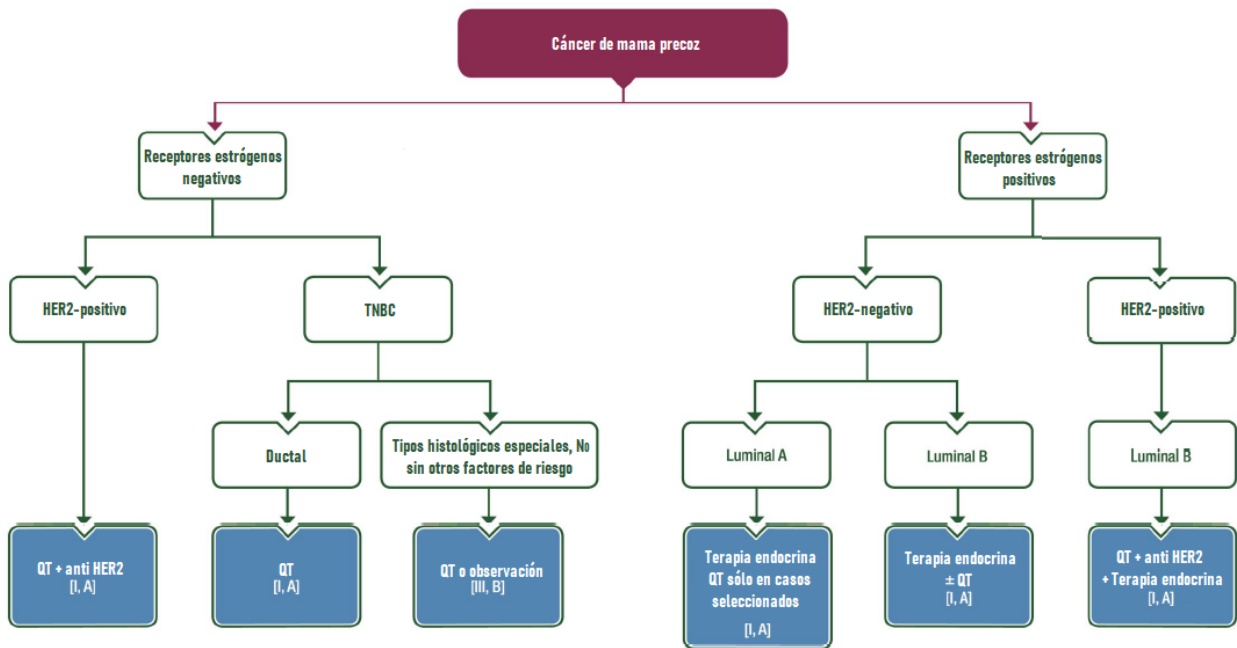 Cáncer de mama precoz
Receptores estrógenos
negativos
Receptores estrógenos
positivos
HER2-positivo
TNBC
HER2-negativo
HER2-positivo
Ductal
Tipos histológicos especiales, No
sin otros factores de riesgo
Luminal A
Luminal B
Luminal B
QT + anti HER2
[I, A]
QT
[I, A]
QT o observación
[III, B]
Terapia endocrina
QT sólo en casos
seleccionados
[I, A]
Terapia endocrina
± QT
[I, A]
QT + anti HER2
+ Terapia endocrina
[I, A]